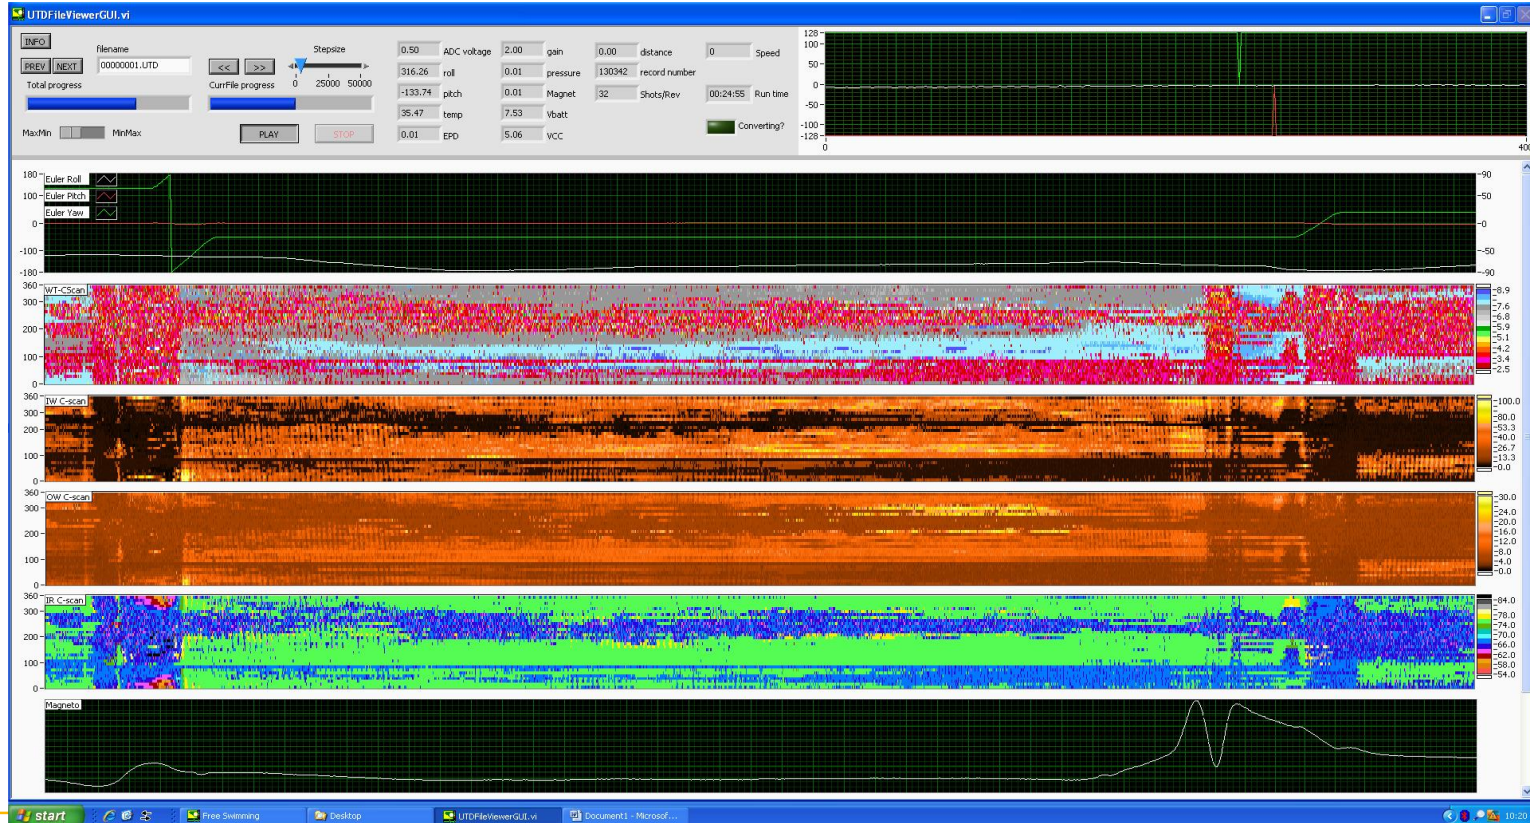 UTDFileViewerGUI.vi
INFO
filename
Stepsize
PREV NEXT 00000001.UTD << >>
0 25000 50000
Total progress CurrFile progress
MaxMin MinMax PLAY STOP
0.50 ADC voltage 2.00 gain 0.00 distance 0 Speed
316.26 roll 0.01 pressure 130342 record number
-133.74 pitch 0.01 Magnet 32 Shots/Rev 00:24:55 Run time
35.47 temp 7.53 Vbatt
Converting?
0.01 EPD 5.06 VCC
128
100
50
0
-50
-100
-128
0 400
180 Euler Roll 90
100 Euler Pitch 50
Euler Yaw
0 0
-100 -50
-180 -90
360 WT-CScan
300
200
100
0
8.9
7.6
6.8
5.9
5.1
4.2
3.4
2.5
360 IW C-scan
300
200
100
0
100.0
80.0
53.3
40.0
26.7
13.3
0.0
360 OW C-scan
300
200
100
0
30.0
24.0
20.0
16.0
12.0
8.0
4.0
0.0
360 IR C-scan
300
200
100
0
84.0
78.0
74.0
70.0
66.0
62.0
58.0
54.0
Magneto
start Free Swimming Desktop UTDFileViewerGUI.vi Document1 - Microsof... 10:20